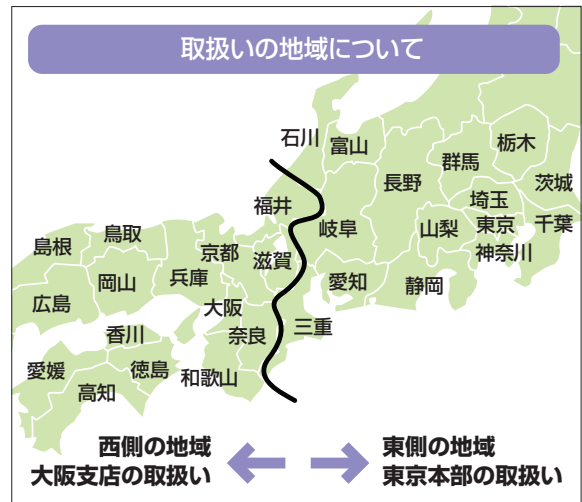 取扱いの地域について
石川
富山
栃木
群馬
長野
茨城
埼玉
福井
岐阜
山梨
東京
千葉
島根
鳥取
京都
滋賀
神奈川
岡山
兵庫
愛知
静岡
広島
大阪
三重
香川
奈良
愛媛
徳島
和歌山
高知
西側の地域
大阪支店の取扱い
東側の地域
東京本部の取扱い